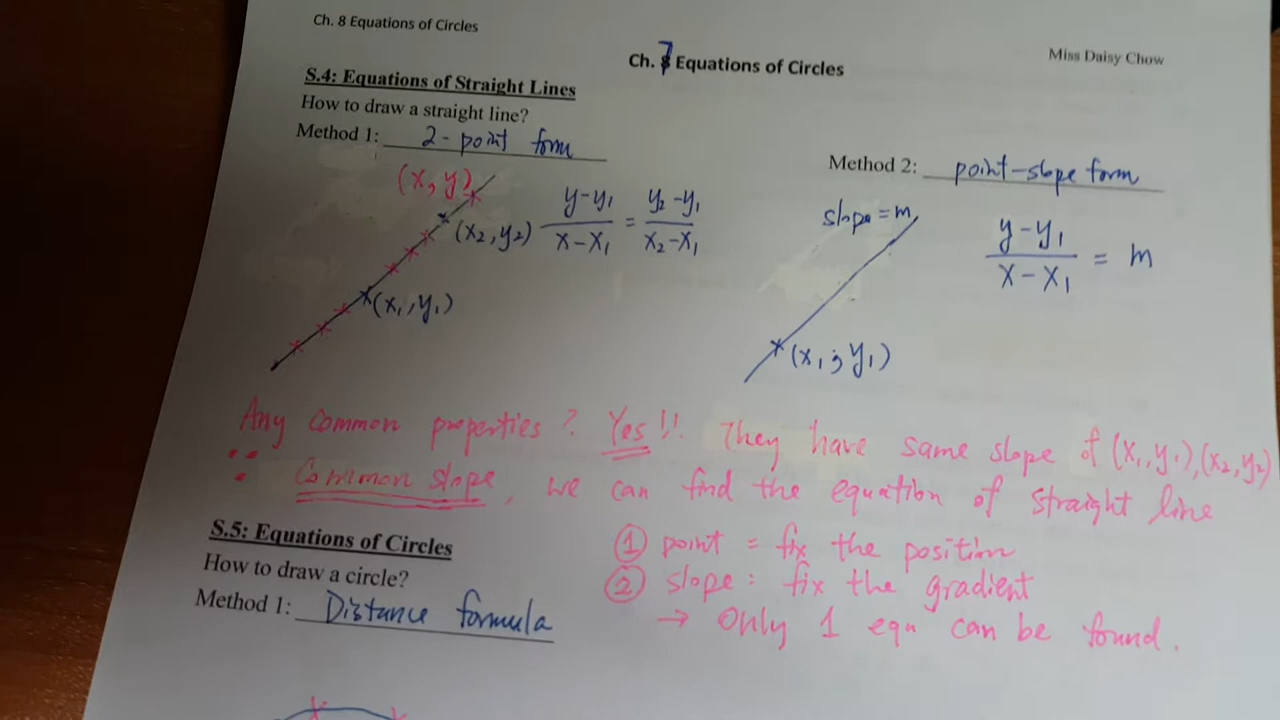 Ch. 8 Equations of Circles
Miss Daisy Chow
Ch. 7 Equations of Circles
S.4: Equations of Straight Lines
How to draw a straight line?
Method 1: 2-point form
(x, y)
(x₂, y₂)
(x₁, y₁)
y-y₁ / x-x₁ = y₂-y₁ / x₂-x₁
Method 2: point-slope form
slope = m
(x₁, y₁)
y-y₁ / x-x₁ = m
Any common properties? Yes!! They have same slope of (x₁, y₁), (x₂, y₂)
∵ Common slope, we can find the equation of straight line
① point = fix the position
② slope : fix the gradient
→ Only 1 eqn can be found.
S.5: Equations of Circles
How to draw a circle?
Method 1: Distance formula